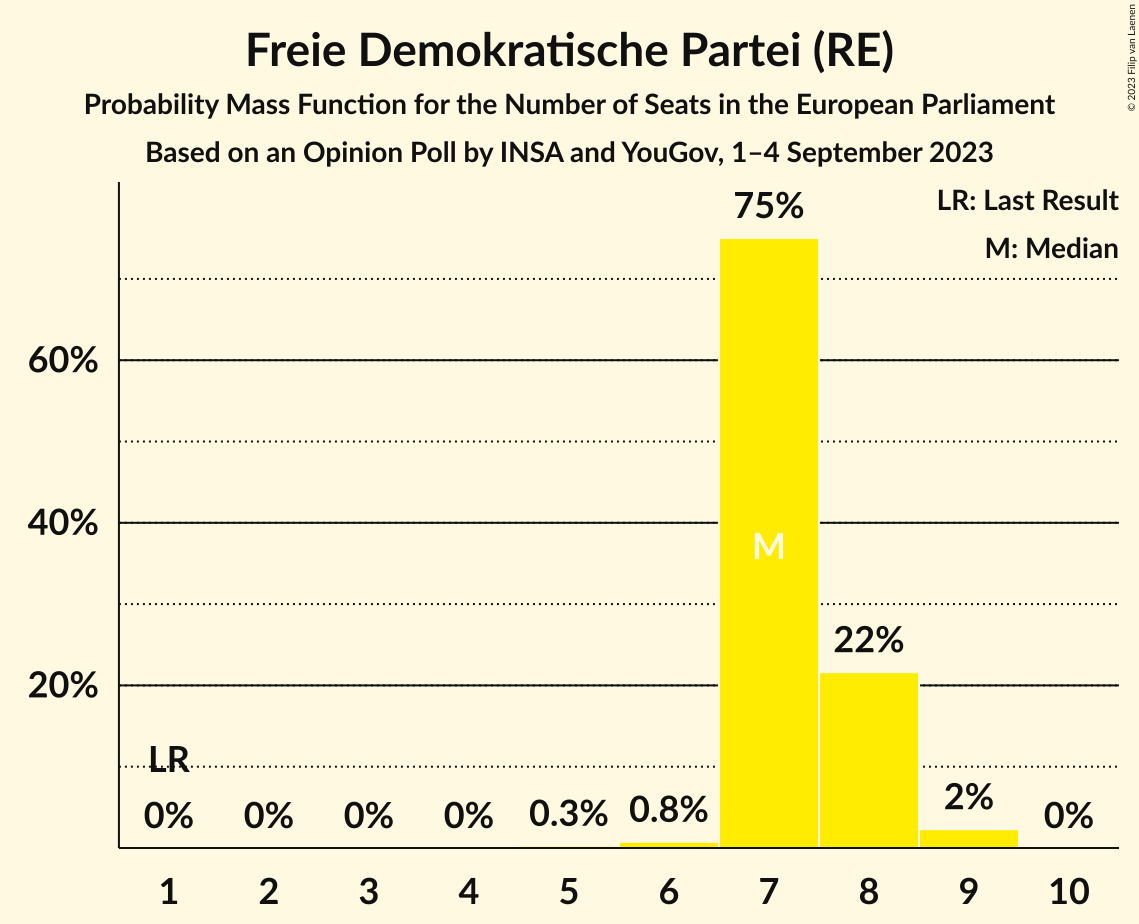 Freie Demokratische Partei (RE)
Probability Mass Function for the Number of Seats in the European Parliament
Based on an Opinion Poll by INSA and YouGov, 1–4 September 2023
© 2023 Filip van Laenen
LR: Last Result
M: Median
75%
60%
40%
M
22%
20%
LR
0%
0%
0%
0%
0.3%
0.8%
2%
0%
1 2 3 4 5 6 7 8 9 10